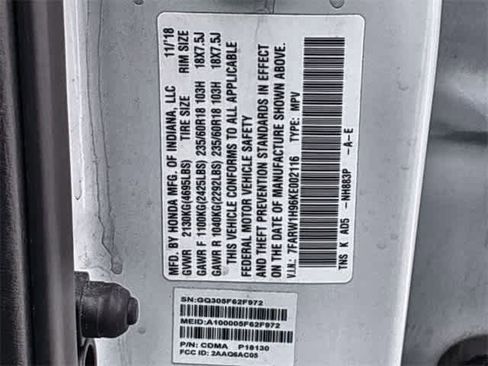 MFD. BY HONDA MFG. OF INDIANA, LLC 11/'18
GVWR 2130KG(4695LBS) TIRE SIZE RIM SIZE
GAWR F 1100KG(2425LBS) 235/60R18 103H 18X7.5J
GAWR R 1040KG(2292LBS) 235/60R18 103H 18X7.5J
THIS VEHICLE CONFORMS TO ALL APPLICABLE
FEDERAL MOTOR VEHICLE SAFETY
AND THEFT PREVENTION STANDARDS IN EFFECT
ON THE DATE OF MANUFACTURE SHOWN ABOVE.
V.I.N.: 7FARW1H96KE002116 TYPE: MPV
TNS K AD5 -NH883P -A-E
SN:GQ305F62F972
MEID:A100005F62F972
P/N: CDMA P18130
FCC ID: 2AAQ6AC05